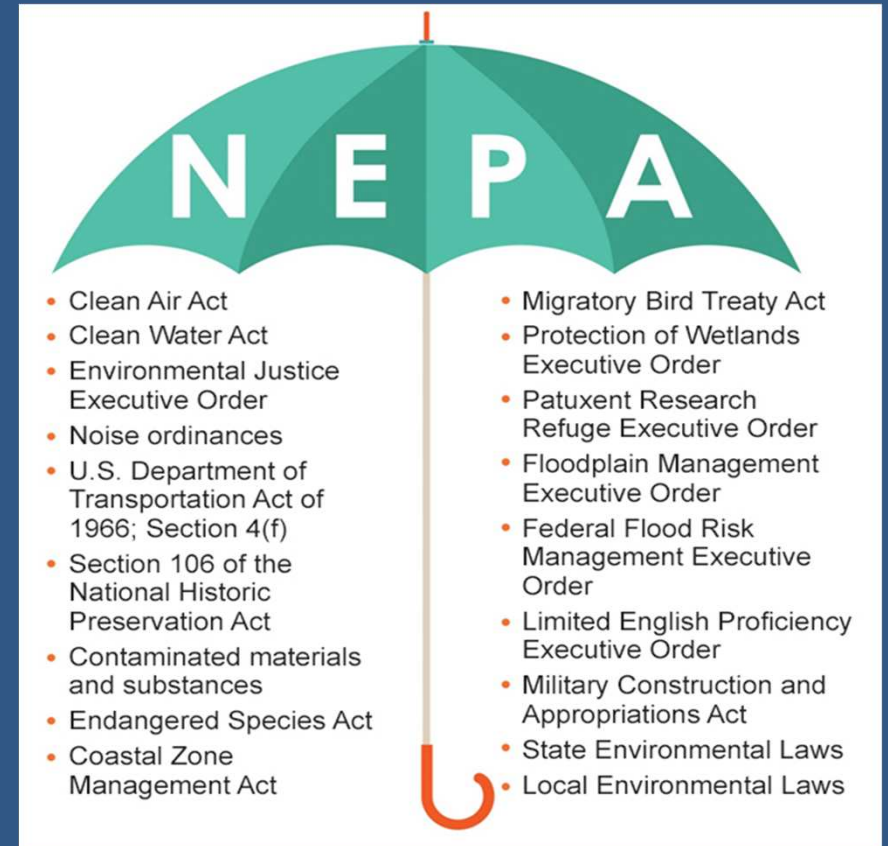 NEPA
• Clean Air Act
• Clean Water Act
• Environmental Justice
Executive Order
• Noise ordinances
• U.S. Department of
Transportation Act of
1966; Section 4(f)
• Section 106 of the
National Historic
Preservation Act
• Contaminated materials
and substances
• Endangered Species Act
• Coastal Zone
Management Act
• Migratory Bird Treaty Act
• Protection of Wetlands
Executive Order
• Patuxent Research
Refuge Executive Order
• Floodplain Management
Executive Order
• Federal Flood Risk
Management Executive
Order
• Limited English Proficiency
Executive Order
• Military Construction and
Appropriations Act
• State Environmental Laws
• Local Environmental Laws